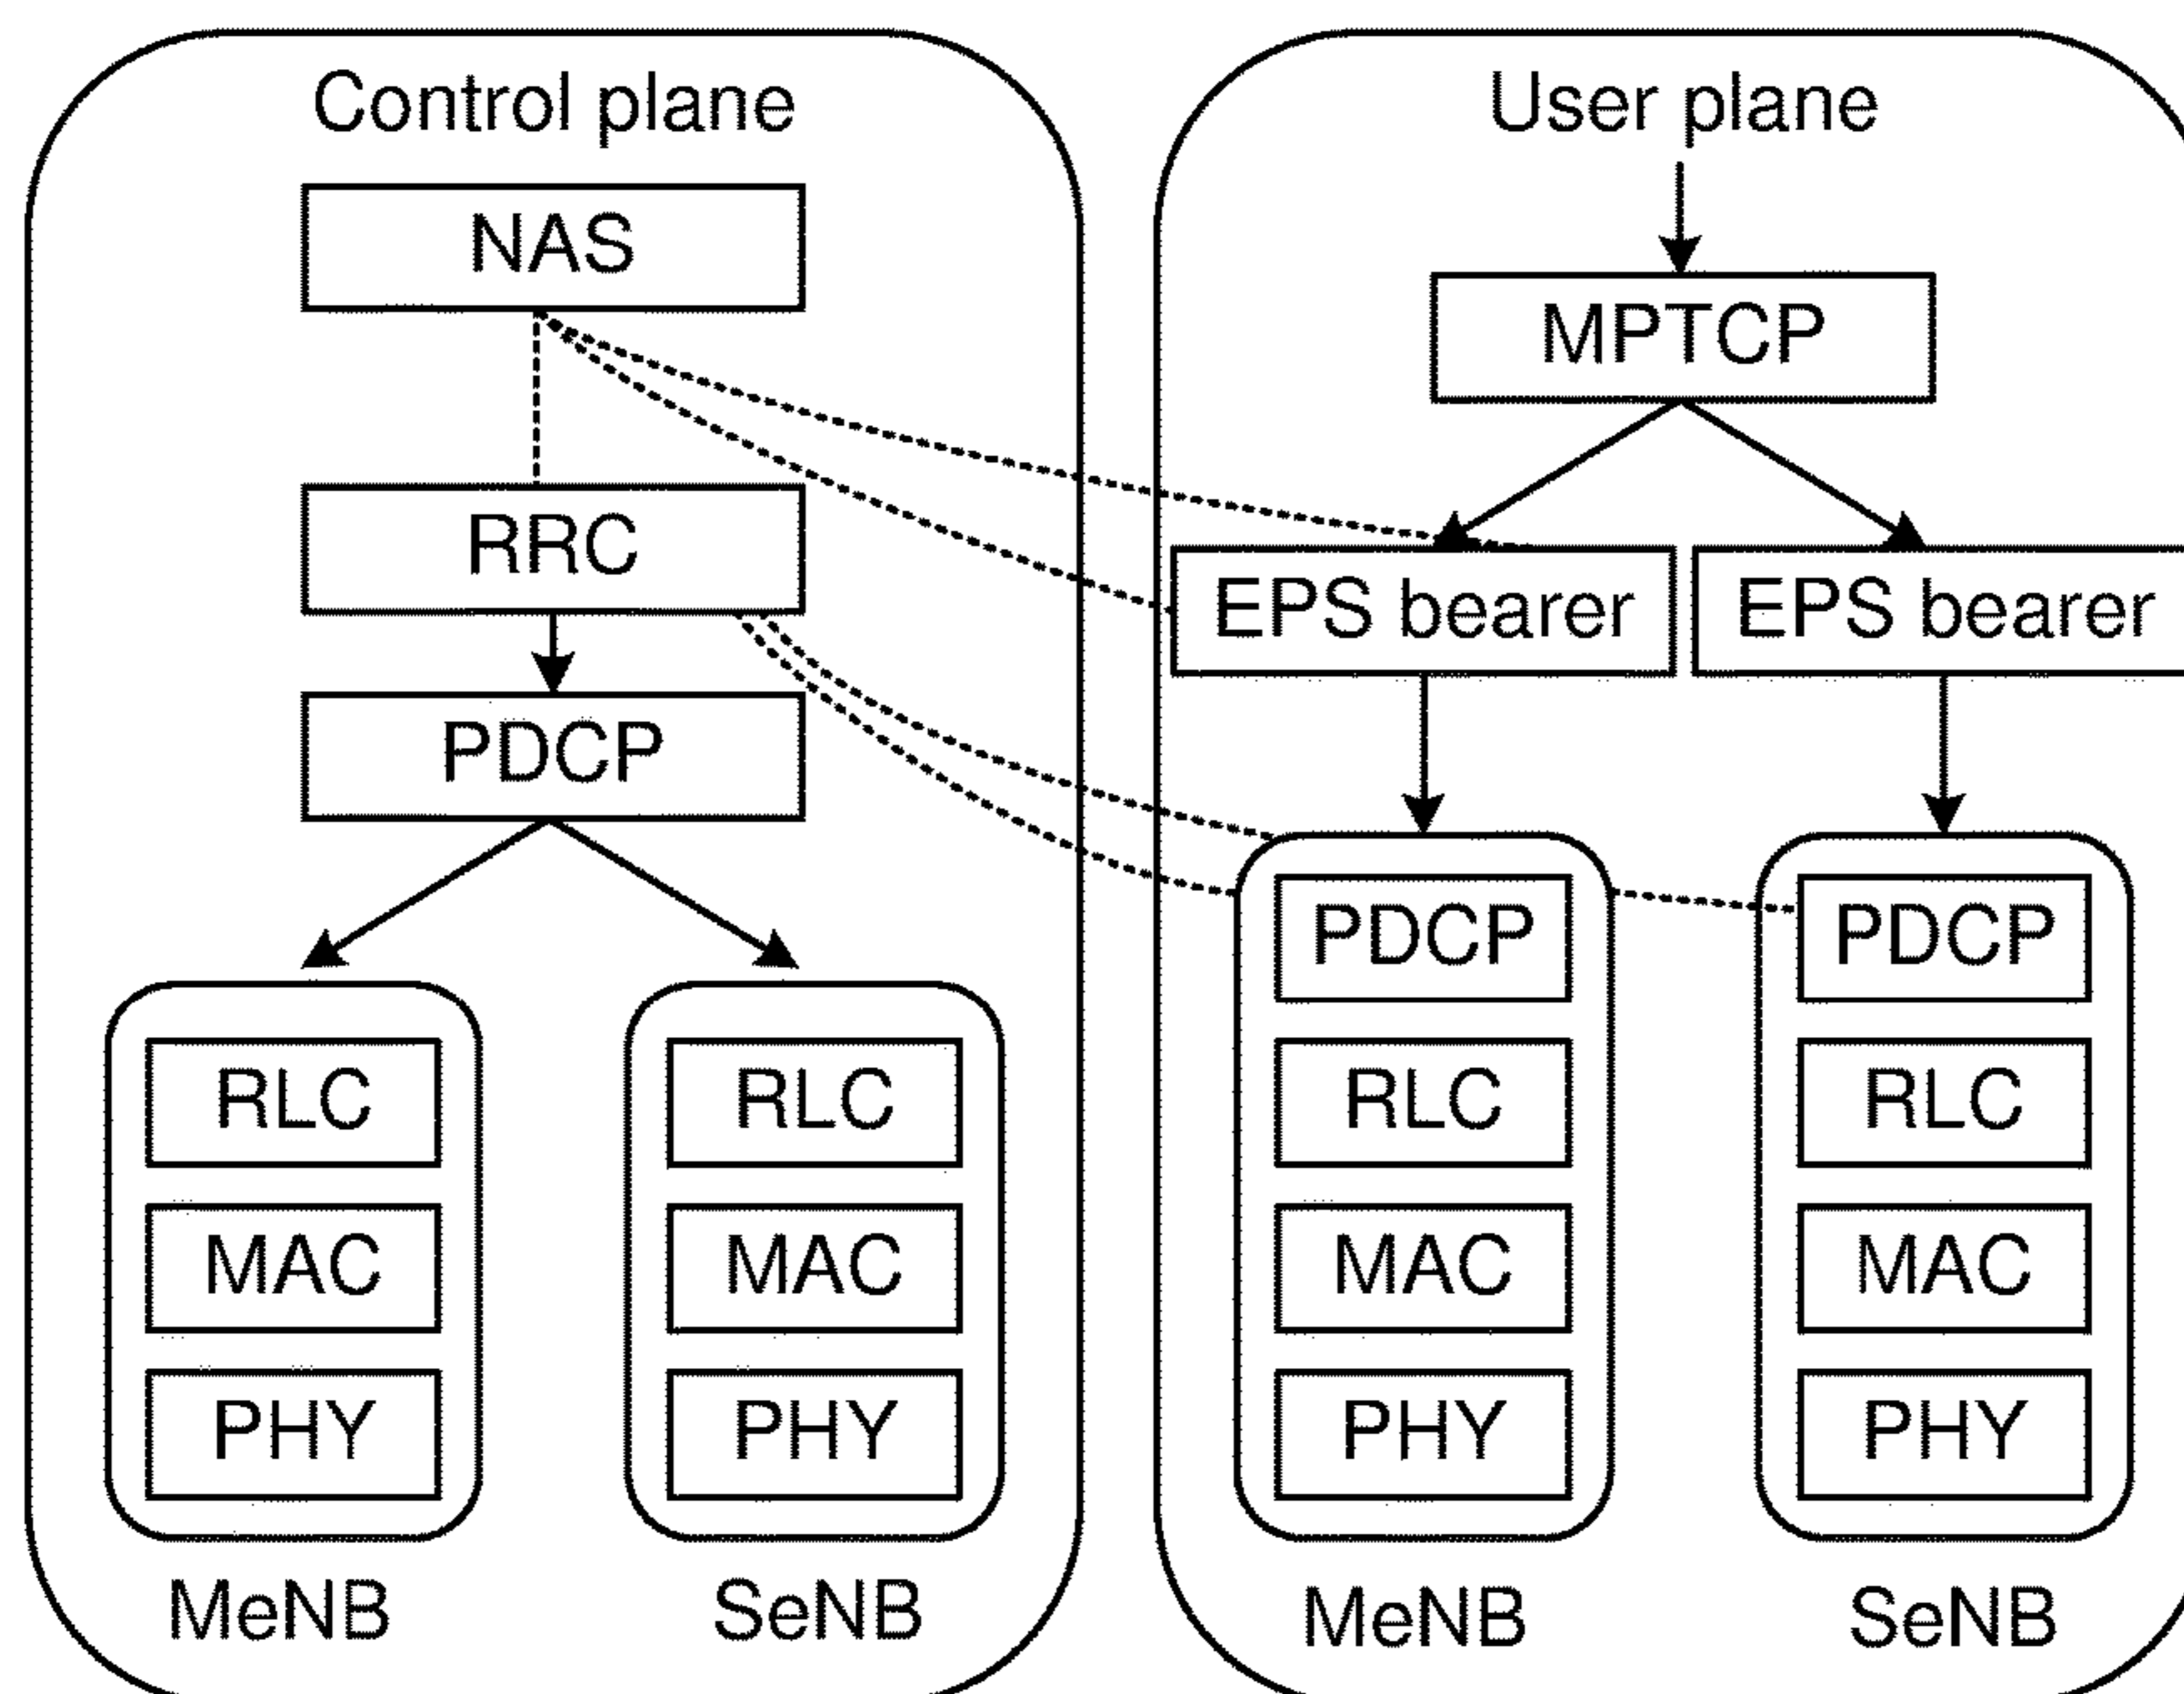 Control plane
NAS
RRC
PDCP
RLC
RLC
MAC
MAC
PHY
PHY
MeNB
SeNB
User plane
MPTCP
EPS bearer
EPS bearer
PDCP
PDCP
RLC
RLC
MAC
MAC
PHY
PHY
MeNB
SeNB